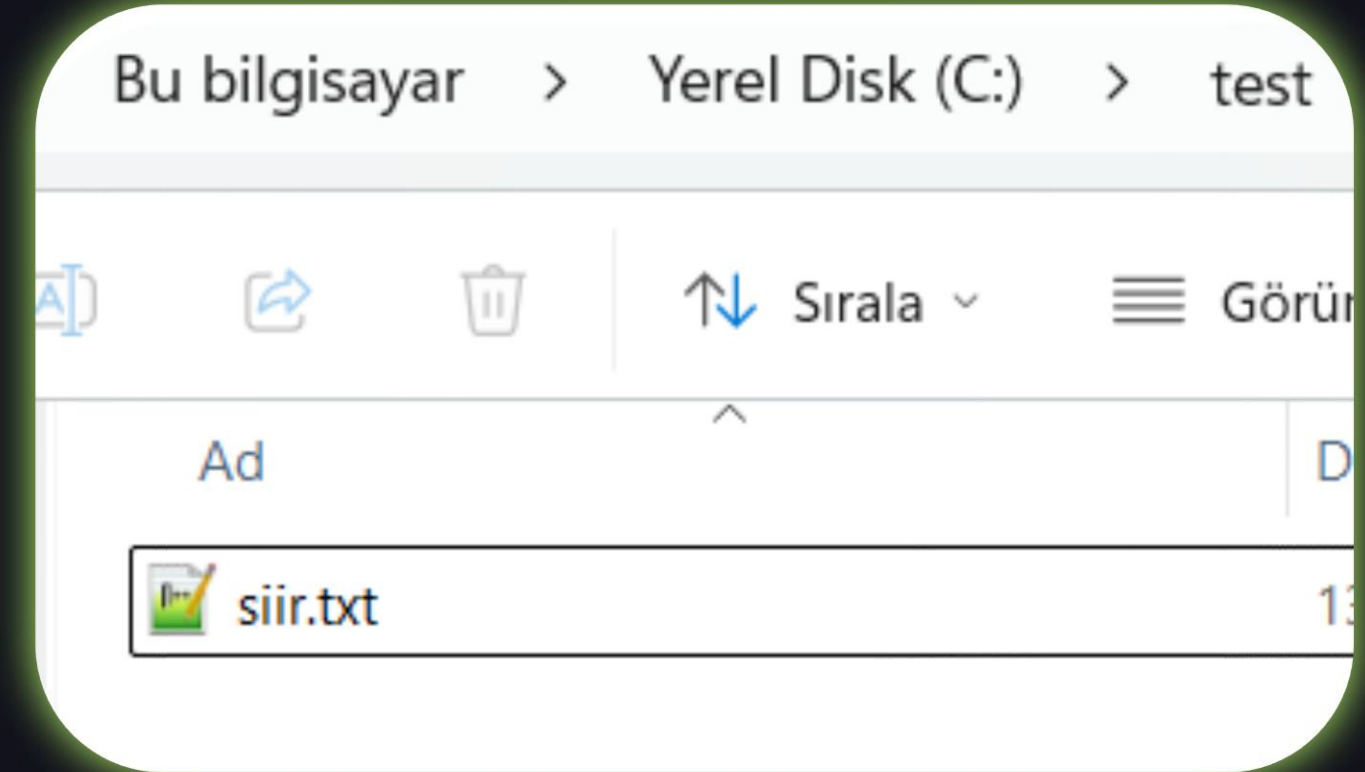 Bu bilgisayar > Yerel Disk (C:) > test
Sırala
Ad
siir.txt